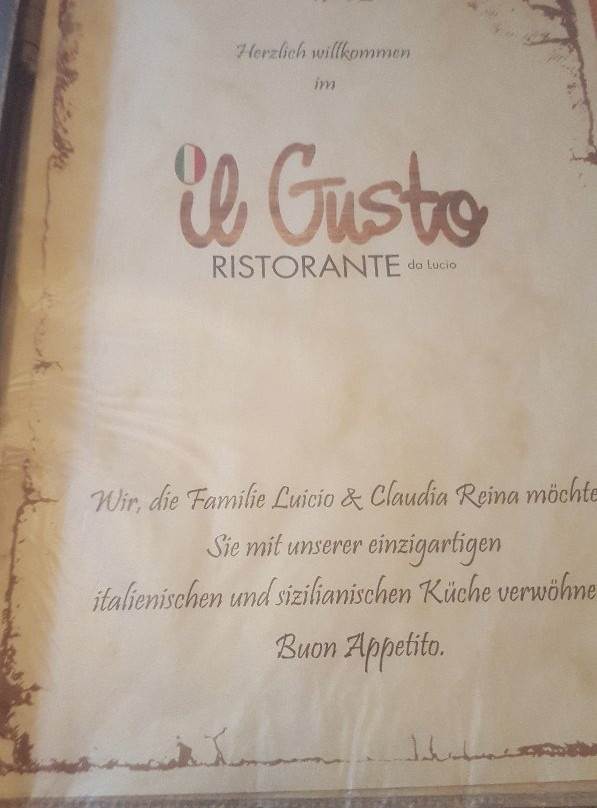 Herzlich willkommen
im
il Gusto
RISTORANTE da Lucio
Wir, die Familie Luicio & Claudia Reina möchte
Sie mit unserer einzigartigen
italienischen und sizilianischen Küche verwöhne
Buon Appetito.